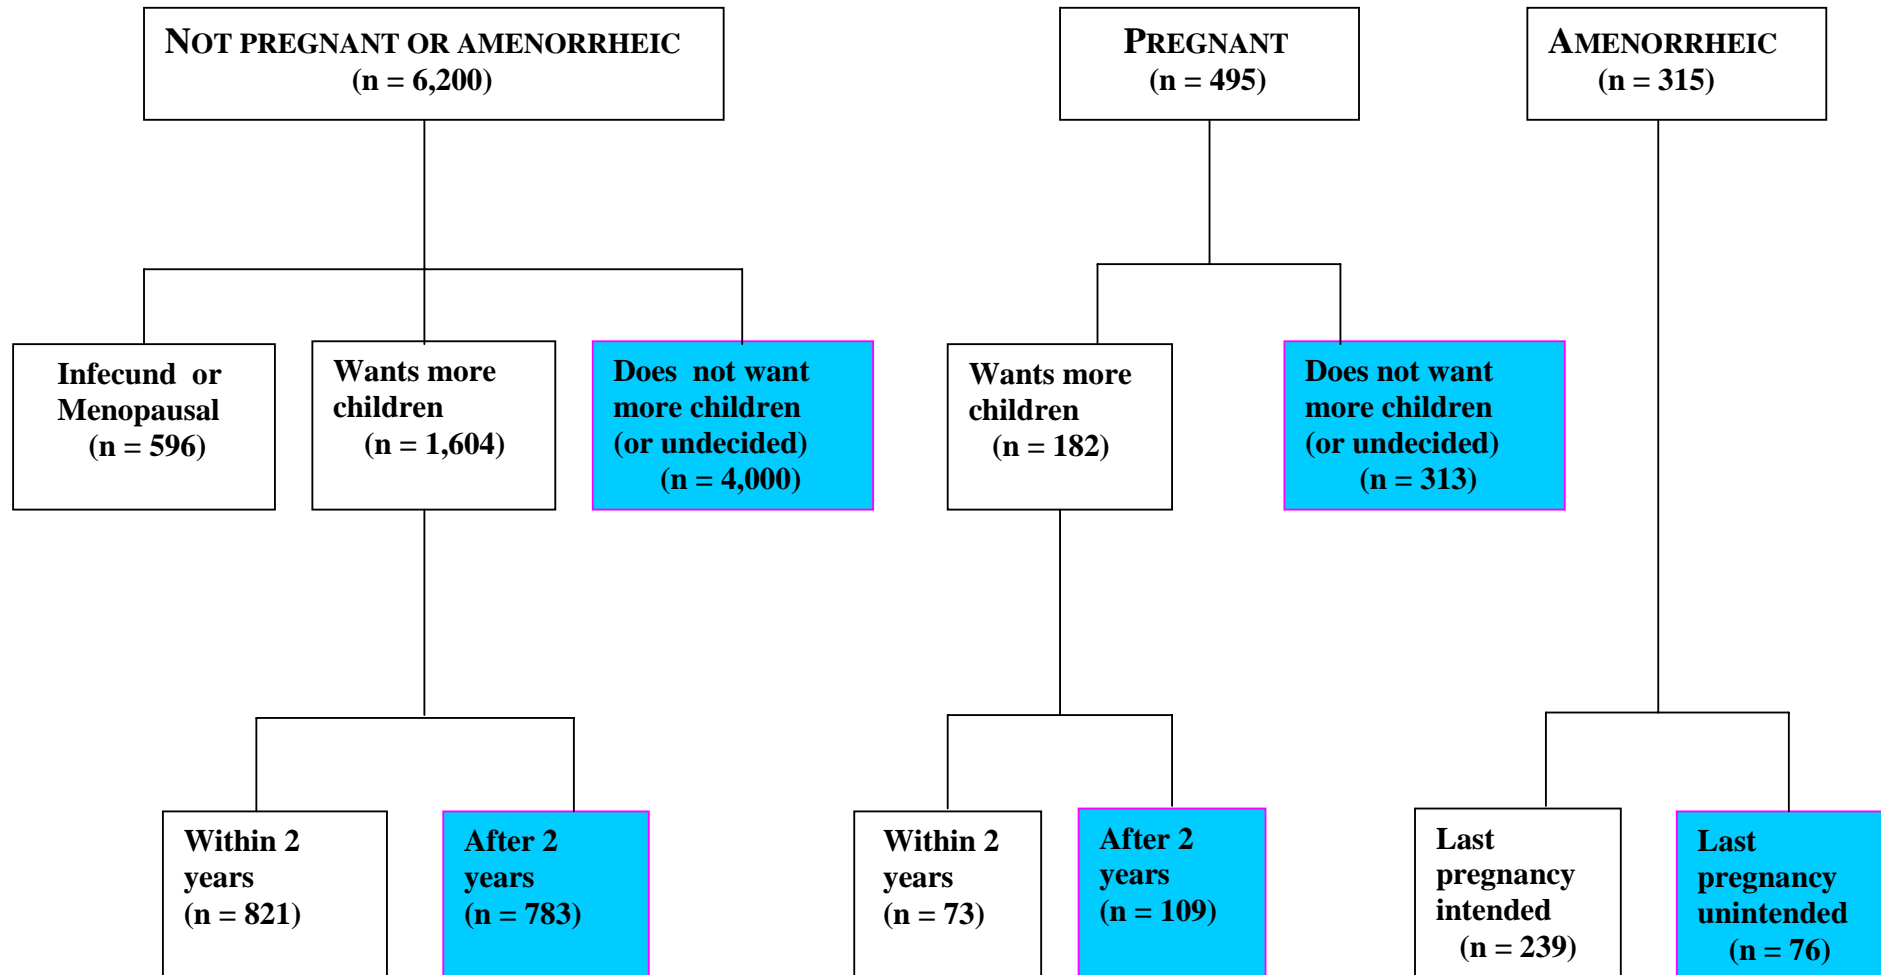 NOT PREGNANT OR AMENORRHEIC
(n = 6,200)
PREGNANT
(n = 495)
AMENORRHEIC
(n = 315)
Infecund or
Menopausal
(n = 596)
Wants more
children
(n = 1,604)
Does not want
more children
(or undecided)
(n = 4,000)
Wants more
children
(n = 182)
Does not want
more children
(or undecided)
(n = 313)
Within 2
years
(n = 821)
After 2
years
(n = 783)
Within 2
years
(n = 73)
After 2
years
(n = 109)
Last
pregnancy
intended
(n = 239)
Last
pregnancy
unintended
(n = 76)